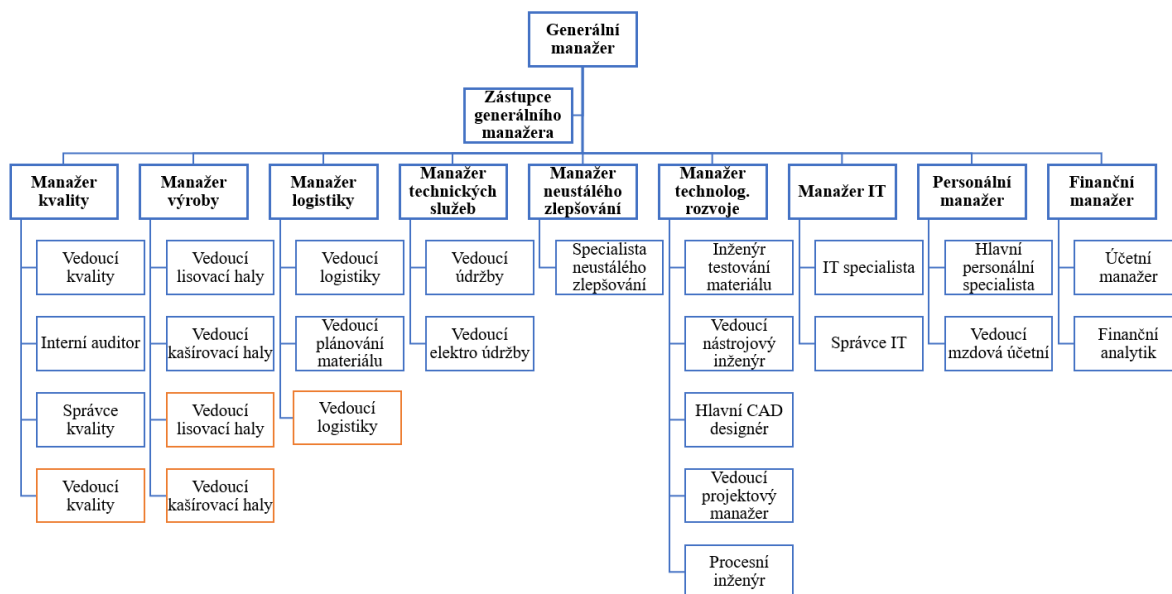 Generální
manažer
Zástupce
generálního
manažera
Manažer
kvality
Manažer
výroby
Manažer
logistiky
Manažer
technických
služeb
Manažer
neustálého
zlepšování
Manažer
technolog.
rozvoje
Manažer IT
Personální
manažer
Finanční
manažer
Vedoucí
kvality
Vedoucí
lisovací haly
Vedoucí
logistiky
Vedoucí
údržby
Specialista
neustálého
zlepšování
Inženýr
testování
materiálu
IT specialista
Hlavní
personální
specialista
Účetní
manažer
Interní auditor
Vedoucí
kašírovací haly
Vedoucí
plánování
materiálu
Vedoucí
elektro údržby
Vedoucí
nástrojový
inženýr
Správce IT
Vedoucí
mzdová účetní
Finanční
analytik
Správce
kvality
Vedoucí
lisovací haly
Vedoucí
logistiky
Hlavní CAD
designér
Vedoucí
kvality
Vedoucí
kašírovací haly
Vedoucí
projektový
manažer
Procesní
inženýr